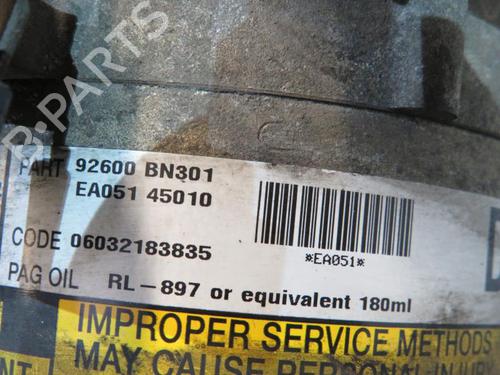 B-PARTS
PART 92600 BN301
EA051 45010
CODE 06032183835
*EA051*
PAG OIL RL-897 or equivalent 180ml
IMPROPER SERVICE METHODS
MAY CAUSE PERSONAL INJURY